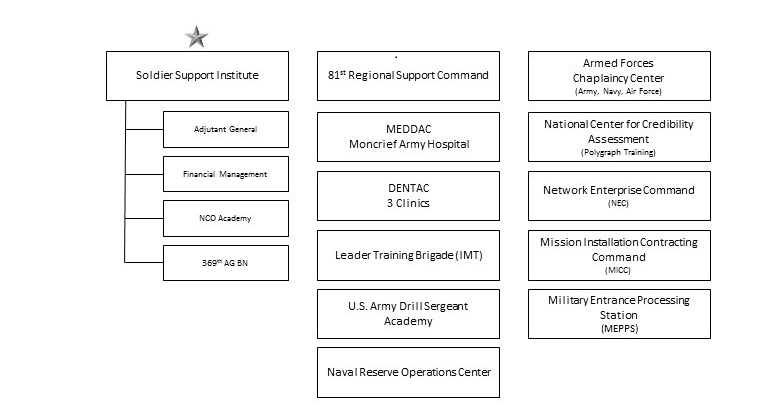 Soldier Support Institute
Adjutant General
Financial Management
NCO Academy
369th AG BN
81st Regional Support Command
MEDDAC
Moncrief Army Hospital
DENTAC
3 Clinics
Leader Training Brigade (IMT)
U.S. Army Drill Sergeant
Academy
Naval Reserve Operations Center
Armed Forces
Chaplaincy Center
(Army, Navy, Air Force)
National Center for Credibility
Assessment
(Polygraph Training)
Network Enterprise Command
(NEC)
Mission Installation Contracting
Command
(MICC)
Military Entrance Processing
Station
(MEPPS)